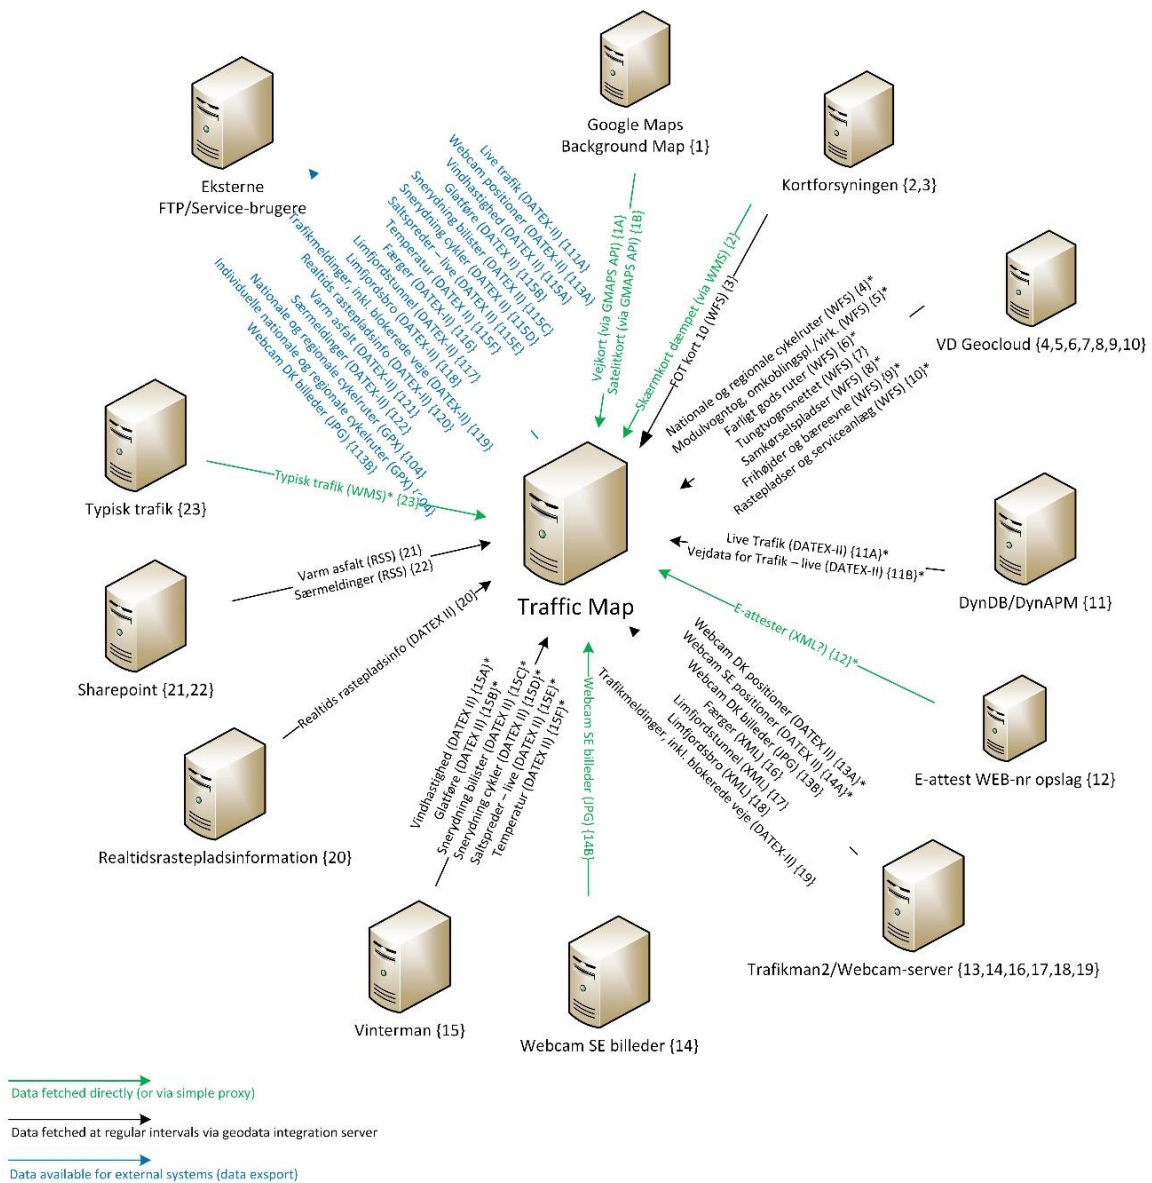 Google Maps
Background Map {1}
Kortforsyningen {2,3}
Eksterne
FTP/Service-brugere
VD Geocloud {4,5,6,7,8,9,10}
Live trafik (DATEX-II) {111A}
Webcam positioner (DATEX-II) {113A}
Vindhastighed (DATEX II) {115A}
Glatføre (DATEX II) {115B}
Snerydning bilister (DATEX II) {115C}
Snerydning cykler (DATEX II) {115D}
Saltspreder – live (DATEX II) {115E}
Temperatur (DATEX II) {115F}
Færger (DATEX-II) {116}
Limfjordstunnel (DATEX-II) {117}
Limfjordsbro (DATEX-II) {118}
Trafikmeldinger, inkl. blokerede veje (DATEX-II) {119}
Realtids rastepladsinfo (DATEX-II) {120}
Varm asfalt (DATEX-II) {121}
Særmeldinger (DATEX-II) {122}
Nationale og regionale cykelruter (GPX) {104}
Individuelle nationale og regionale cykelruter (GPX) {104}
Webcam DK billeder (JPG) {113B}
Vejkort (via GMAPS API) {1A}
Satelitkort (via GMAPS API) {1B}
Skærmkort dæmpet (via WMS) {2}
FOT kort 10 (WFS) {3}
Nationale og regionale cykelruter (WFS) {4}*
Modulvogntog, omkoblingspl./virk. (WFS) {5}*
Farligt gods ruter (WFS) {6}*
Tungtvognsnettet (WFS) {7}
Samkørselspladser (WFS) {8}*
Frihøjder og bæreevne (WFS) {9}*
Rastepladser og serviceanlæg (WFS) {10}*
Typisk trafik (WMS)* {23}
Typisk trafik {23}
Live Trafik (DATEX-II) {11A}*
Vejdata for Trafik – live (DATEX-II) {11B}*
DynDB/DynAPM {11}
Varm asfalt (RSS) {21}
Særmeldinger (RSS) {22}
Sharepoint {21,22}
Traffic Map
E-attester (XML?) {12}*
E-attest WEB-nr opslag {12}
Realtids rastepladsinfo (DATEX II) {20}
Realtidsrastepladsinformation {20}
Vindhastighed (DATEX II) {15A}*
Glatføre (DATEX II) {15B}*
Snerydning bilister (DATEX II) {15C}*
Snerydning cykler (DATEX II) {15D}*
Saltspreder – live (DATEX II) {15E}*
Temperatur (DATEX II) {15F}*
Vinterman {15}
Webcam SE billeder (JPG) {14B}
Webcam SE billeder {14}
Webcam DK positioner (DATEX II) {13A}*
Webcam SE positioner (DATEX II) {14A}*
Webcam DK billeder (JPG) {13B}
Færger (XML) {16}
Limfjordstunnel (XML) {17}
Limfjordsbro (XML) {18}
Trafikmeldinger , inkl. blokerede veje (DATEX-II) {19}
Trafikman2/Webcam-server {13,14,16,17,18,19}
Data fetched directly (or via simple proxy)
Data fetched at regular intervals via geodata integration server
Data available for external systems (data exsport)